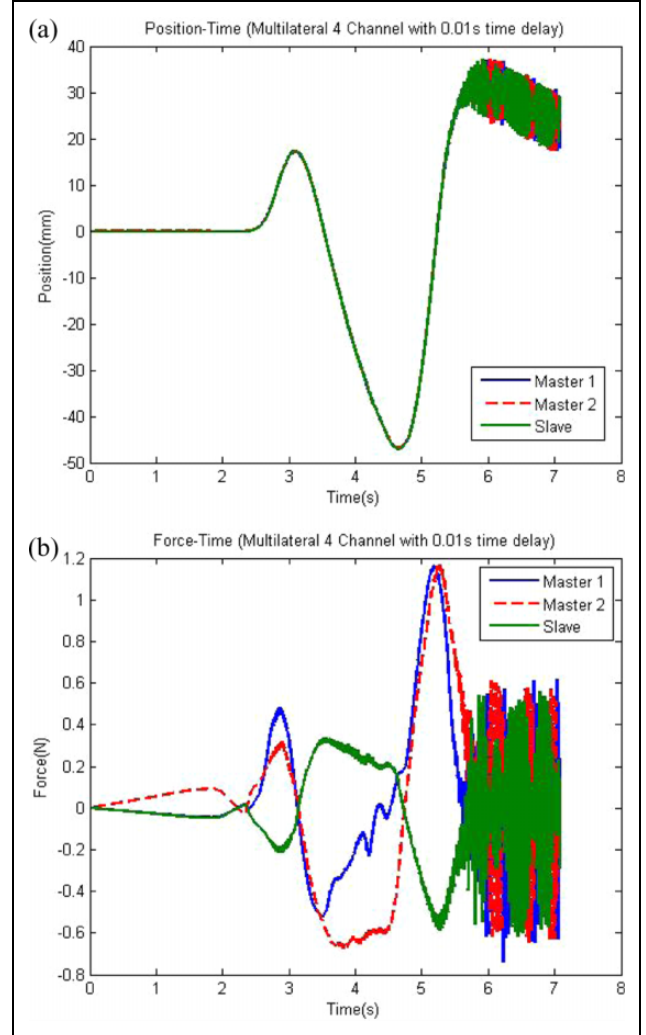 (a)
Position-Time (Multilateral 4 Channel with 0.01s time delay)
40
30
20
10
0
-10
-20
-30
-40
-50
Position(mm)
Master 1
Master 2
Slave
0 1 2 3 4 5 6 7 8
Time(s)
(b)
Force-Time (Multilateral 4 Channel with 0.01s time delay)
1.2
1
0.8
0.6
0.4
0.2
0
-0.2
-0.4
-0.6
-0.8
Force(N)
Master 1
Master 2
Slave
0 1 2 3 4 5 6 7 8
Time(s)